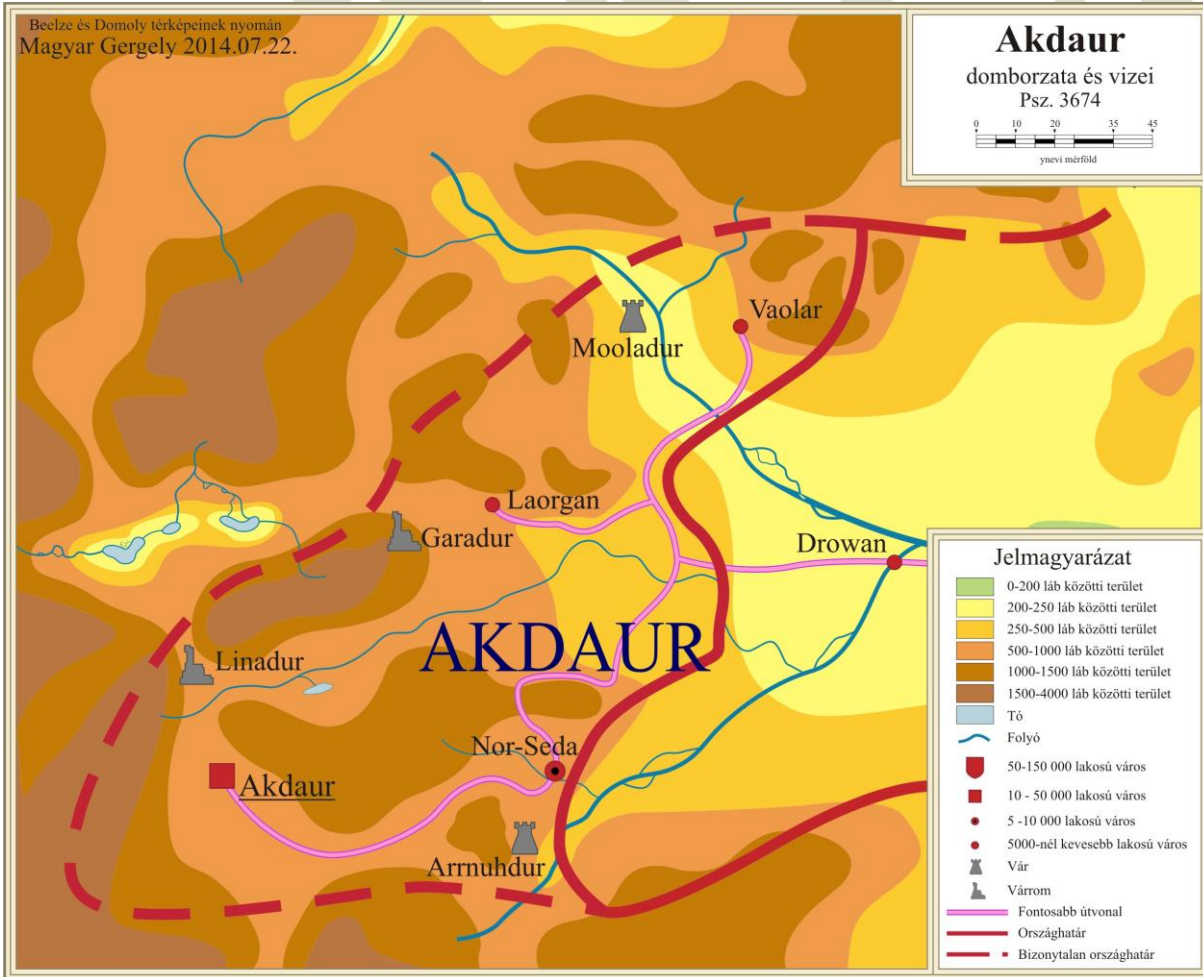 Beelze és Domoly térképeinek nyomán
Magyar Gergely 2014.07.22.
Akdaur
domborzata és vizei
Psz. 3674
0 10 20 35 45
ynevi mérföld
Vaolar
Mooladur
Laorgan
Garadur
Drowan
AKDAUR
Linadur
Nor-Seda
Akdaur
Arrnuhdur
Jelmagyarázat
0-200 láb közötti terület
200-250 láb közötti terület
250-500 láb közötti terület
500-1000 láb közötti terület
1000-1500 láb közötti terület
1500-4000 láb közötti terület
Tó
Folyó
50-150 000 lakosú város
10 - 50 000 lakosú város
5 -10 000 lakosú város
5000-nél kevesebb lakosú város
Vár
Várrom
Fontosabb útvonal
Országhatár
Bizonytalan országhatár